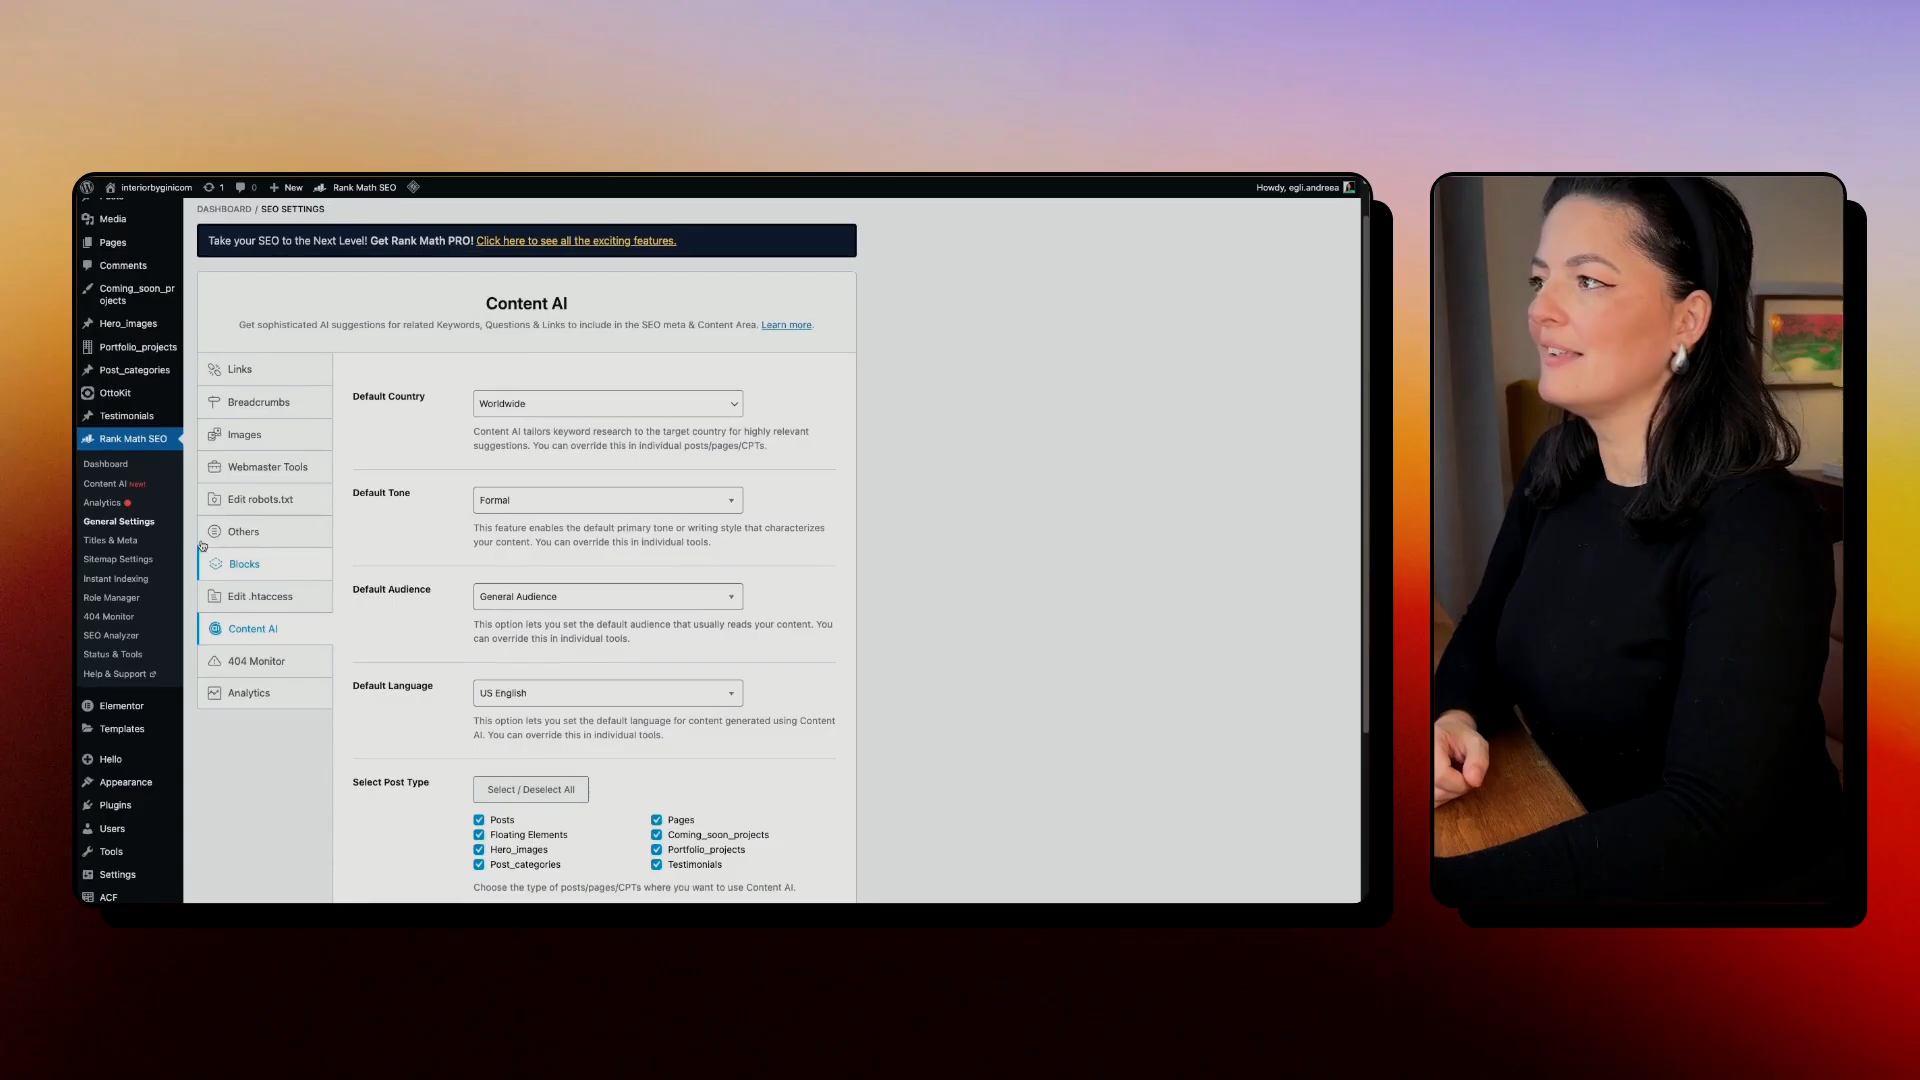 interiorbyginicom
1
0
New
Rank Math SEO
Howdy, egli.andreea
Media
Pages
Comments
Coming_soon_pr
ojects
Hero_images
Portfolio_projects
Post_categories
OttoKit
Testimonials
Rank Math SEO
Dashboard
Content AI New!
Analytics
General Settings
Titles & Meta
Sitemap Settings
Instant Indexing
Role Manager
404 Monitor
SEO Analyzer
Status & Tools
Help & Support
Elementor
Templates
Hello
Appearance
Plugins
Users
Tools
Settings
ACF
DASHBOARD / SEO SETTINGS
Take your SEO to the Next Level! Get Rank Math PRO! Click here to see all the exciting features.
Content AI
Get sophisticated AI suggestions for related Keywords, Questions & Links to include in the SEO meta & Content Area. Learn more.
Links
Breadcrumbs
Images
Webmaster Tools
Edit robots.txt
Others
Blocks
Edit .htaccess
Content AI
404 Monitor
Analytics
Default Country
Worldwide
Content AI tailors keyword research to the target country for highly relevant
suggestions. You can override this in individual posts/pages/CPTs.
Default Tone
Formal
This feature enables the default primary tone or writing style that characterizes
your content. You can override this in individual tools.
Default Audience
General Audience
This option lets you set the default audience that usually reads your content. You
can override this in individual tools.
Default Language
US English
This option lets you set the default language for content generated using Content
AI. You can override this in individual tools.
Select Post Type
Select / Deselect All
Posts
Pages
Floating Elements
Coming_soon_projects
Hero_images
Portfolio_projects
Post_categories
Testimonials
Choose the type of posts/pages/CPTs where you want to use Content AI.